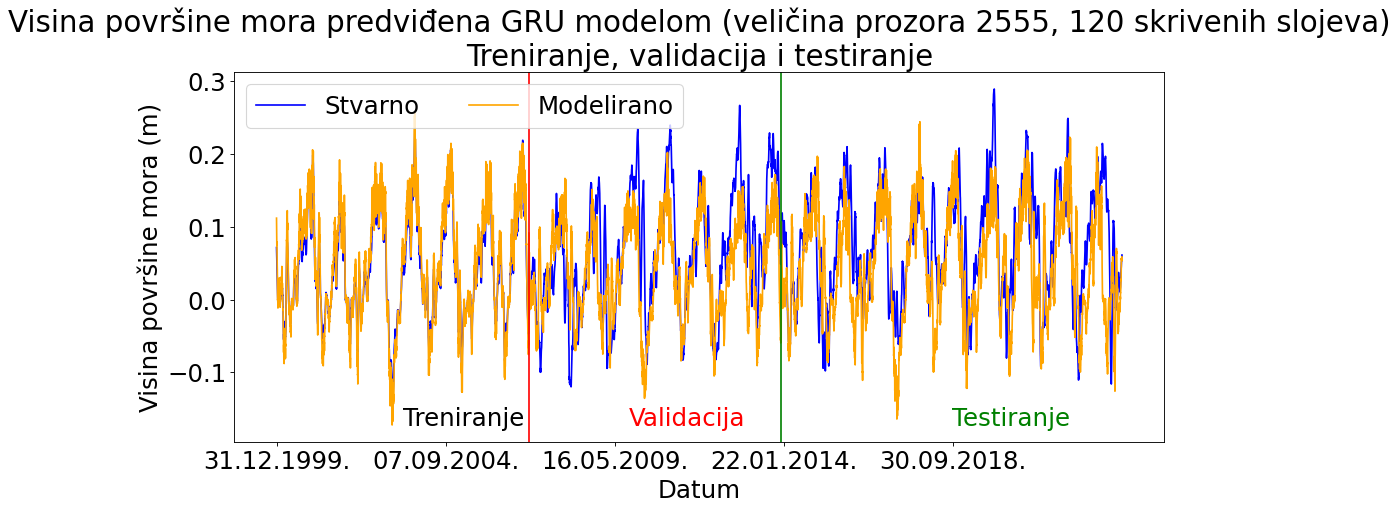 Visina površine mora predviđena GRU modelom (veličina prozora 2555, 120 skrivenih slojeva)
Treniranje, validacija i testiranje
Stvarno
Modelirano
Visina površine mora (m)
0.3
0.2
0.1
0.0
−0.1
Treniranje
Validacija
Testiranje
31.12.1999.
07.09.2004.
16.05.2009.
22.01.2014.
30.09.2018.
Datum